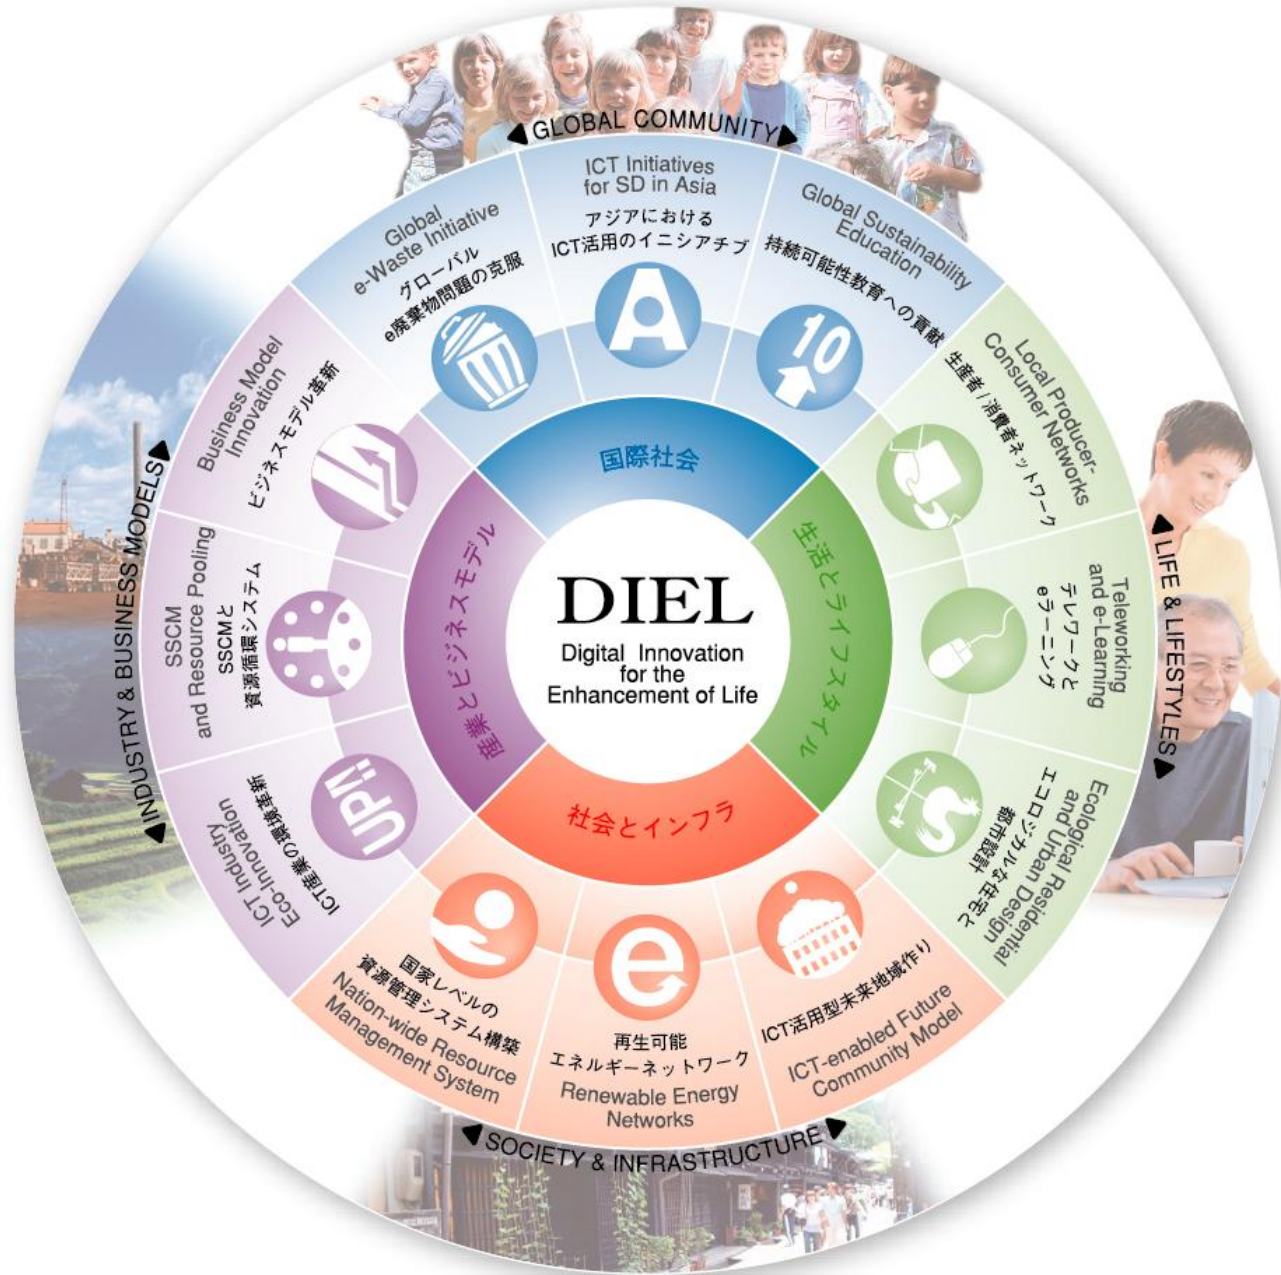 GLOBAL COMMUNITY
Global
e-Waste Initiative
グローバル
e廃棄物問題の克服
ICT Initiatives
for SD in Asia
アジアにおける
ICT活用のイニシアチブ
Global Sustainability
Education
持続可能性教育への貢献
LIFE & LIFESTYLES
Local Producer-
Consumer Networks
生産者/消費者ネットワーク
Teleworking
and e-Learning
テレワークと
eラーニング
Ecological Residential
and Urban Design
エコロジカルな住宅と
都市設計
SOCIETY & INFRASTRUCTURE
ICT活用型未来地域作り
ICT-enabled Future
Community Model
再生可能
エネルギーネットワーク
Renewable Energy
Networks
国家レベルの
資源管理システム構築
Nation-wide Resource
Management System
INDUSTRY & BUSINESS MODELS
ICT Industry
Eco-Innovation
ICT産業の環境革新
SSCM
and Resource Pooling
SSCMと
資源循環システム
Business Model
Innovation
ビジネスモデル革新
A
10
e
UP!
国際社会
生活とライフスタイル
社会とインフラ
産業とビジネスモデル
DIEL
Digital Innovation
for the
Enhancement of Life